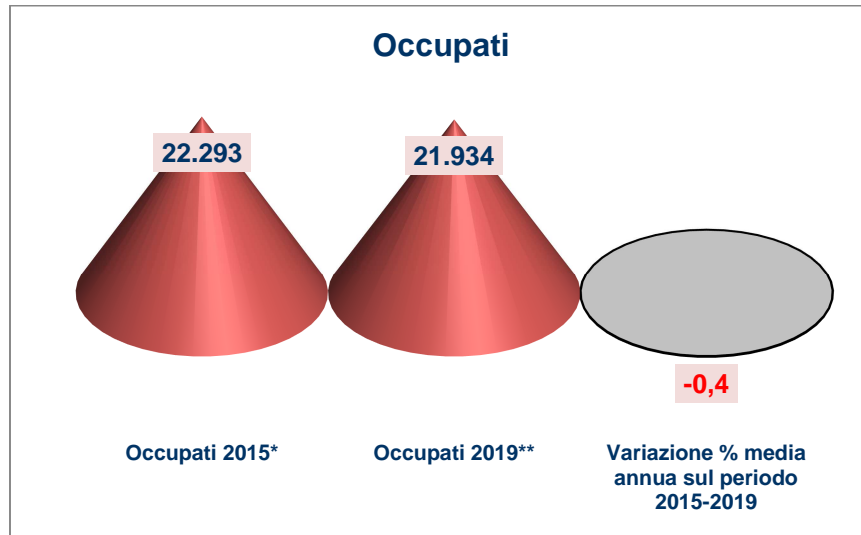 Occupati
22.293
21.934
-0,4
Occupati 2015*
Occupati 2019**
Variazione % media
annua sul periodo
2015-2019